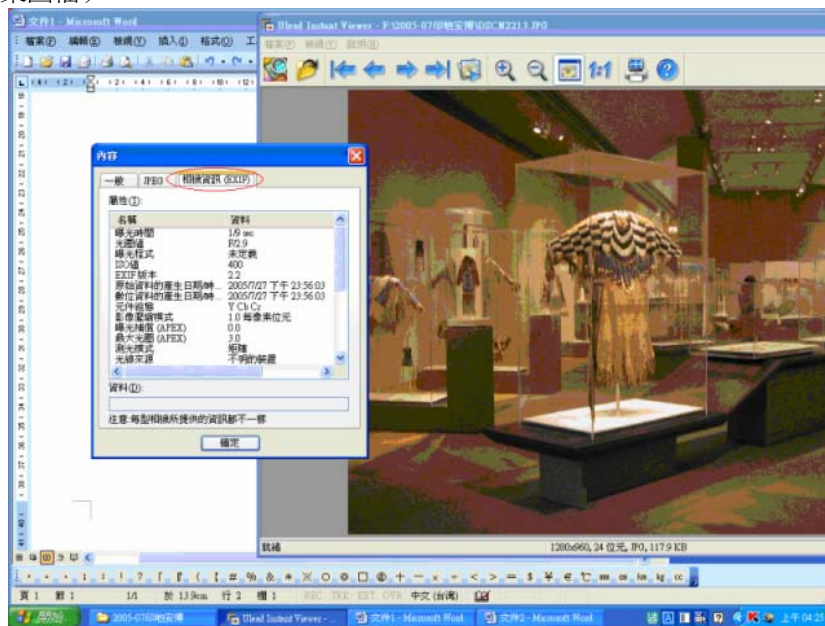 文件1 - Microsoft Word
檔案(F) 編輯(E) 檢視(V) 插入(I) 格式(O) 工
Ulead Instant Viewer - F:\2005-07印地安博\DSCN2213.JPG
檔案(F) 檢視(V) 說明(H)
1:1
內容
一般 JPEG 相機資訊 (EXIF)
屬性(I):
名稱 資料
曝光時間 1/9 sec
光圈值 F/2.9
曝光程式 未定義
ISO值 400
EXIF 版本 2.2
原始資料的產生日期/時... 2005/7/27 下午 23:56:03
數位資料的產生日期/時... 2005/7/27 下午 23:56:03
元件組態 Y Cb Cr
影像壓縮模式 1.0 每像素位元
曝光補償 (APEX) 0.0
最大光圈 (APEX) 3.0
測光模式 矩陣
光線來源 不明的裝置
資料(D):
注意:每型相機所提供的資訊都不一樣
確定
就緒
1280x960, 24 位元, JPG, 117.9 KB
頁 1 節 1 1/1 於 13.9cm 行 2 欄 1 REC TRK EXT OVR 中文 (台灣)
開始 2005-07印地安博 Ulead Instant Viewer - ... 文件1 - Microsoft Word 文件2 - Microsoft Word 上午 04:25